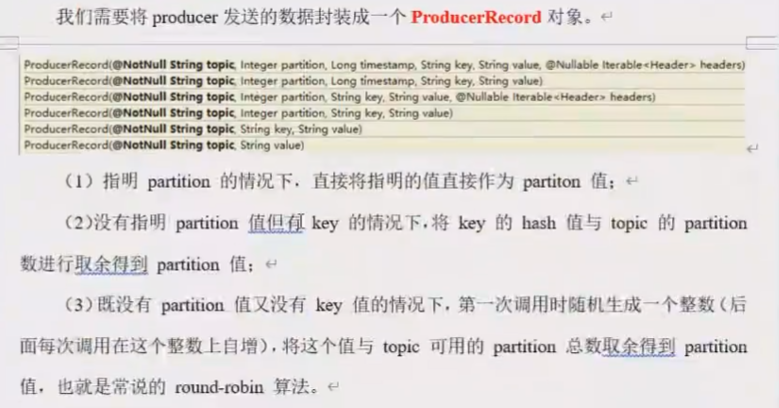 我们需要将 producer 发送的数据封装成一个 ProducerRecord 对象。
ProducerRecord(@NotNull String topic, Integer partition, Long timestamp, String key, String value, @Nullable Iterable<Header> headers)
ProducerRecord(@NotNull String topic, Integer partition, Long timestamp, String key, String value)
ProducerRecord(@NotNull String topic, Integer partition, String key, String value, @Nullable Iterable<Header> headers)
ProducerRecord(@NotNull String topic, Integer partition, String key, String value)
ProducerRecord(@NotNull String topic, String key, String value)
ProducerRecord(@NotNull String topic, String value)
（1）指明 partition 的情况下，直接将指明的值直接作为 partiton 值；
（2)没有指明 partition 值但有 key 的情况下，将 key 的 hash 值与 topic 的 partition
数进行取余得到 partition 值；
（3）既没有 partition 值又没有 key 值的情况下，第一次调用时随机生成一个整数（后
面每次调用在这个整数上自增），将这个值与 topic 可用的 partition 总数取余得到 partition
值，也就是常说的 round-robin 算法。